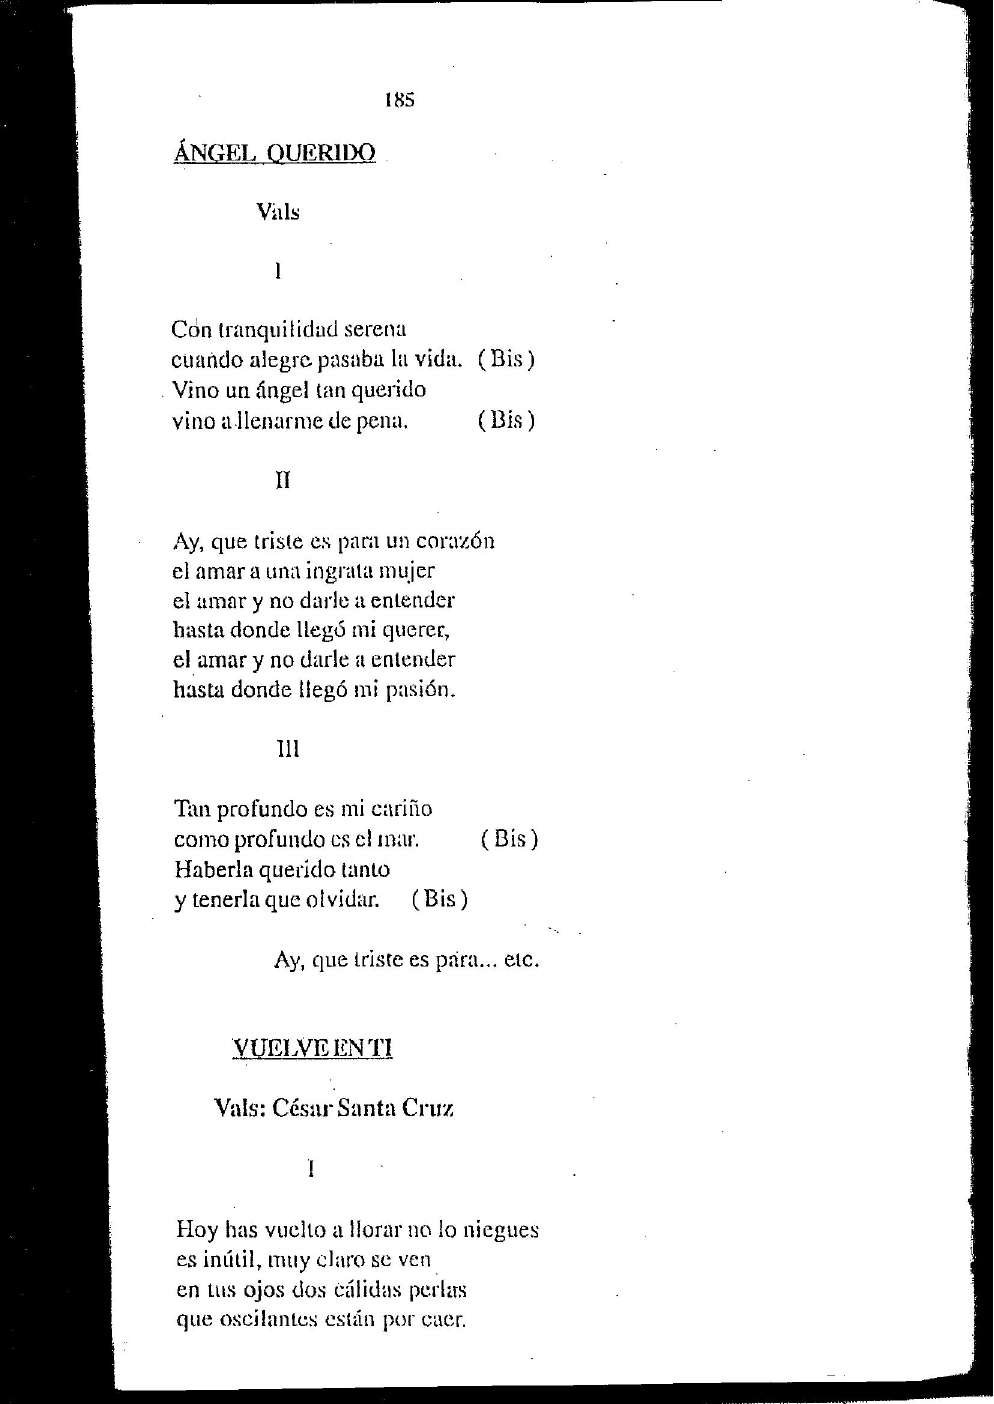 185
ÁNGEL QUERIDO
Vals
I
Con tranquilidad serena
cuando alegre pasaba la vida. (Bis)
Vino un ángel tan querido
vino a llenarme de pena. (Bis)
II
Ay, que triste es para un corazón
el amar a una ingrata mujer
el amar y no darle a entender
hasta donde llegó mi querer,
el amar y no darle a entender
hasta donde llegó mi pasión.
III
Tan profundo es mi cariño
como profundo es el mar. (Bis)
Haberla querido tanto
y tenerla que olvidar. (Bis)
Ay, que triste es para... etc.
VUELVE EN TI
Vals: César Santa Cruz
I
Hoy has vuelto a llorar no lo niegues
es inútil, muy claro se ven
en tus ojos dos cálidas perlas
que oscilantes están por caer.